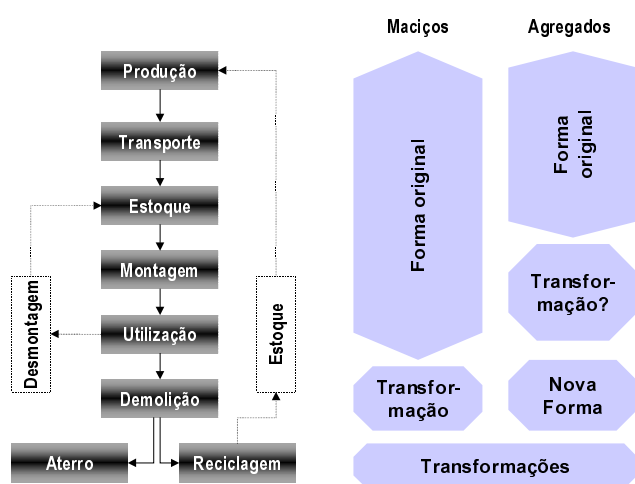 Maciços
Agregados
Produção
Transporte
Estoque
Montagem
Utilização
Demolição
Aterro
Reciclagem
Desmontagem
Estoque
Forma original
Forma
original
Transfor-
mação?
Transfor-
mação
Nova
Forma
Transformações